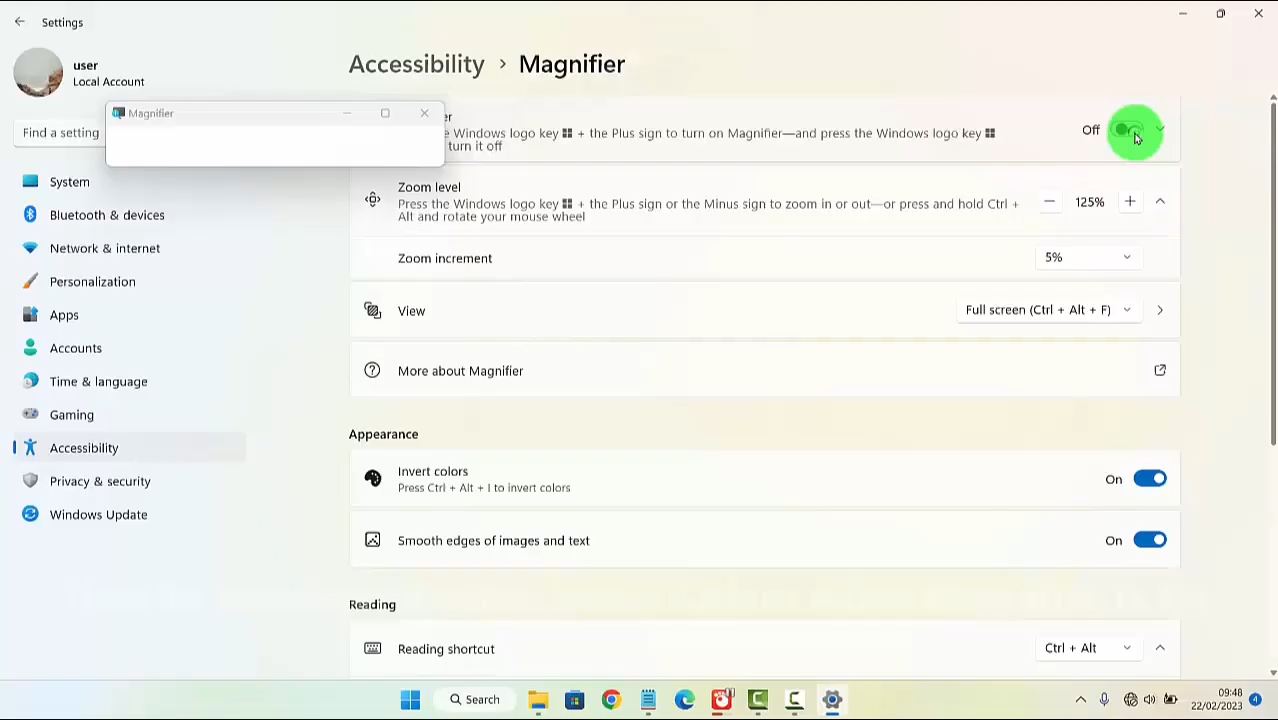 Settings
user
Local Account
Find a setting
Magnifier
System
Bluetooth & devices
Network & internet
Personalization
Apps
Accounts
Time & language
Gaming
Accessibility
Privacy & security
Windows Update
Accessibility > Magnifier
er
e Windows logo key + the Plus sign to turn on Magnifier—and press the Windows logo key
turn it off
Off
Zoom level
Press the Windows logo key + the Plus sign or the Minus sign to zoom in or out—or press and hold Ctrl +
Alt and rotate your mouse wheel
125%
Zoom increment
5%
View
Full screen (Ctrl + Alt + F)
More about Magnifier
Appearance
Invert colors
Press Ctrl + Alt + I to invert colors
On
Smooth edges of images and text
On
Reading
Reading shortcut
Ctrl + Alt
Search
09:48
22/02/2023
4